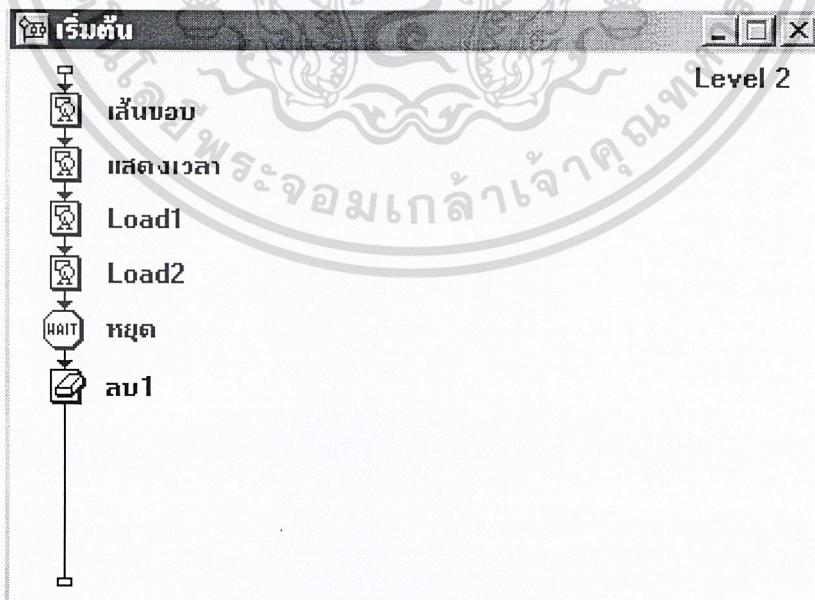 เริ่มต้น
Level 2
เส้นขอบ
แสดงเวลา
Load1
Load2
WAIT หยุด
ลบ1